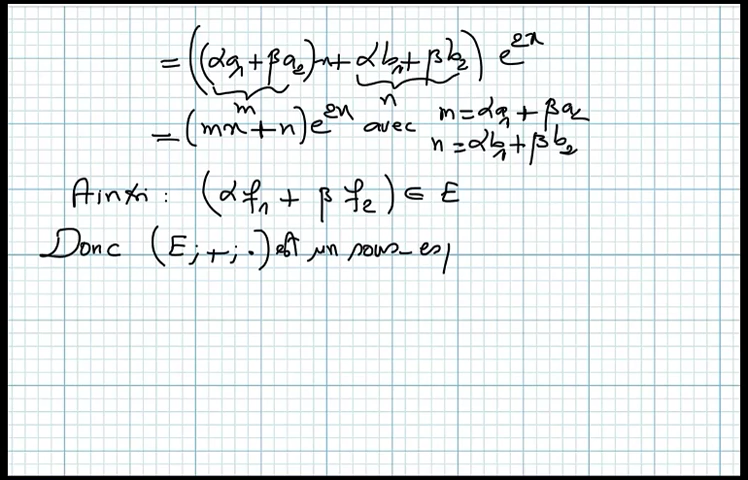 = ((αa₁ + βa₂)x + αb₁ + βb₂) e^{2x}
m n
= (mx + n) e^{2x} avec m = αa₁ + βa₂
n = αb₁ + βb₂
Ainsi : (αf₁ + βf₂) ∈ E
Donc (E; +; ·) est un sous-esp